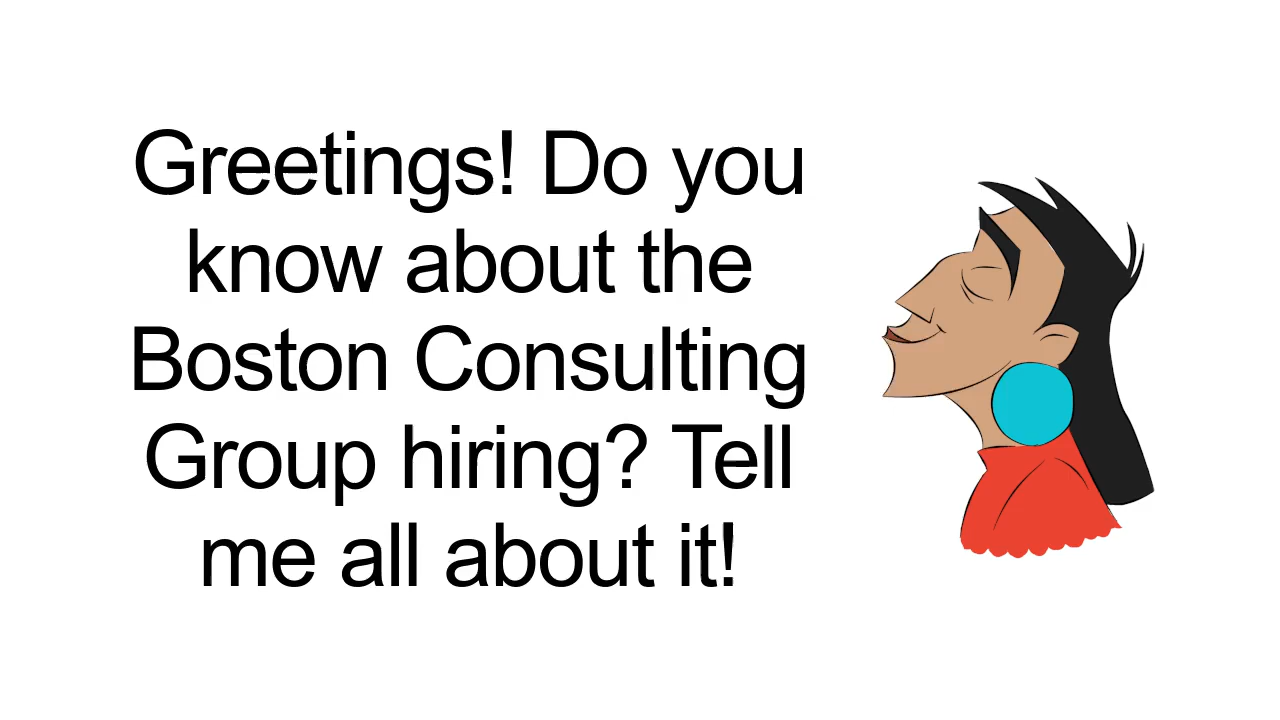 Greetings! Do you
know about the
Boston Consulting
Group hiring? Tell
me all about it!